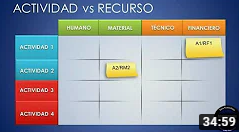 ACTIVIDAD vs RECURSO
HUMANO MATERIAL TÉCNICO FINANCIERO
ACTIVIDAD 1 A1/RF1
ACTIVIDAD 2 A2/RM2
ACTIVIDAD 3
ACTIVIDAD 4
34:59